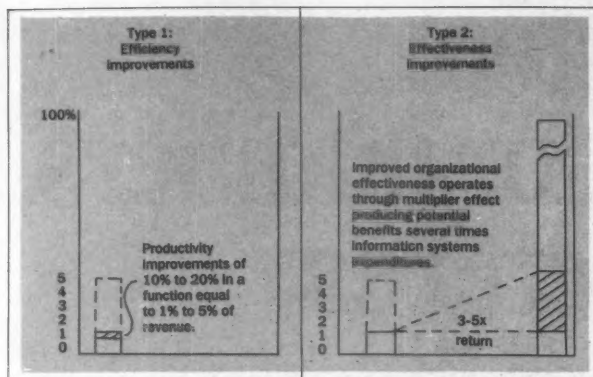 Type 1:
Efficiency
improvements
100%
5
4
3
2
1
0
Productivity
improvements of
10% to 20% in a
function equal
to 1% to 5% of
revenue.
Type 2:
Effectiveness
improvements
Improved organizational
effectiveness operates
through multiplier effect
producing potential
benefits several times
information systems
expenditures.
5
4
3
2
1
0
3-5x
return